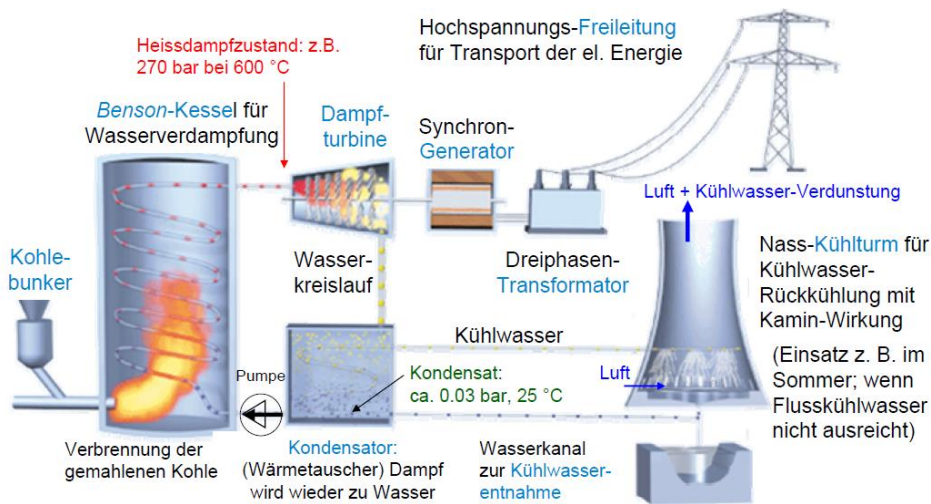 Heissdampfzustand: z.B.
270 bar bei 600 °C
Hochspannungs-Freileitung
für Transport der el. Energie
Benson-Kessel für
Wasserverdampfung
Dampf-
turbine
Synchron-
Generator
Luft + Kühlwasser-Verdunstung
Kohle-
bunker
Wasser-
kreislauf
Dreiphasen-
Transformator
Nass-Kühlturm für
Kühlwasser-
Rückkühlung mit
Kamin-Wirkung
(Einsatz z. B. im
Sommer; wenn
Flusskühlwasser
nicht ausreicht)
Kühlwasser
Luft
Pumpe
Kondensat:
ca. 0.03 bar, 25 °C
Verbrennung der
gemahlenen Kohle
Kondensator:
(Wärmetauscher) Dampf
wird wieder zu Wasser
Wasserkanal
zur Kühlwasser-
entnahme